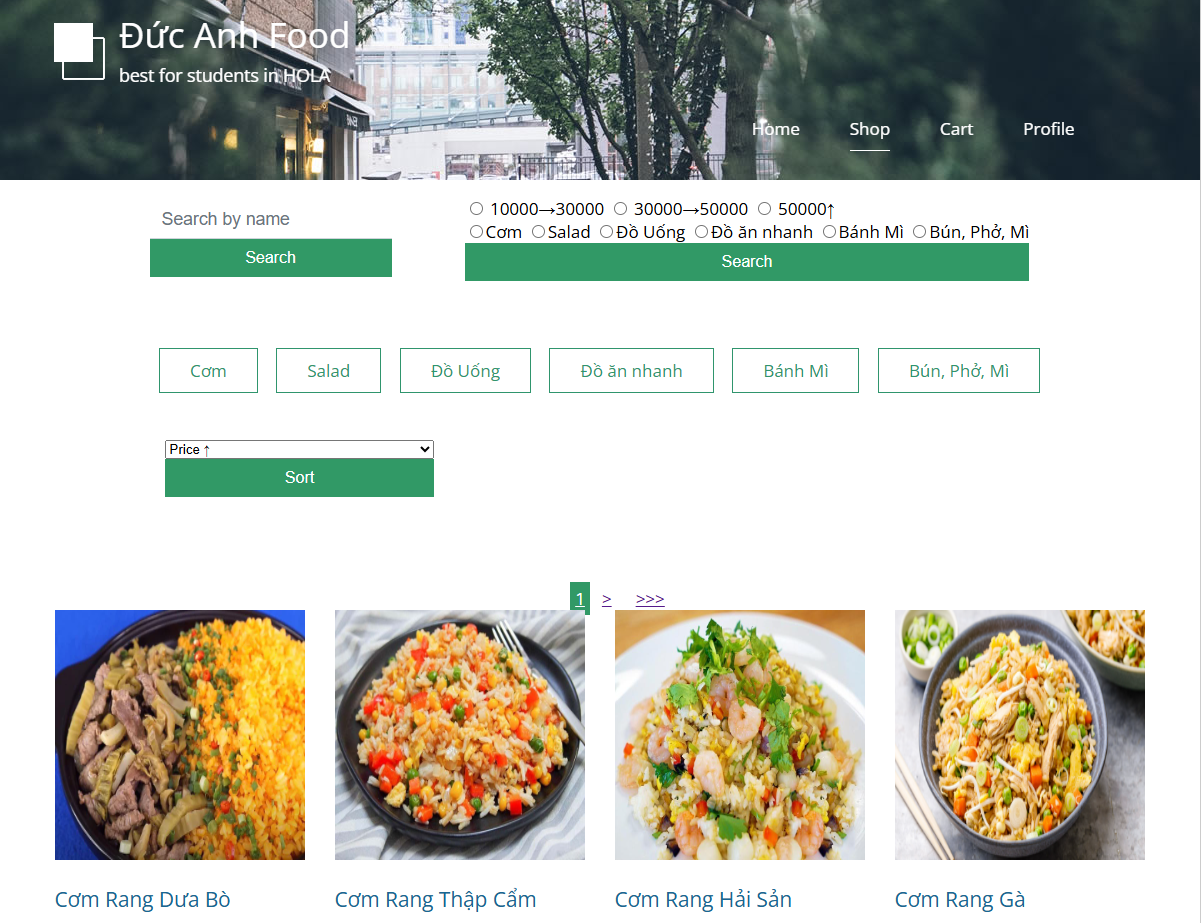 Đức Anh Food
best for students in HOLA
Home Shop Cart Profile
Search by name
Search
10000→30000 30000→50000 50000↑
Cơm Salad Đồ Uống Đồ ăn nhanh Bánh Mì Bún, Phở, Mì
Search
Cơm Salad Đồ Uống Đồ ăn nhanh Bánh Mì Bún, Phở, Mì
Price ↑
Sort
1 > >>>
Cơm Rang Dưa Bò Cơm Rang Thập Cẩm Cơm Rang Hải Sản Cơm Rang Gà